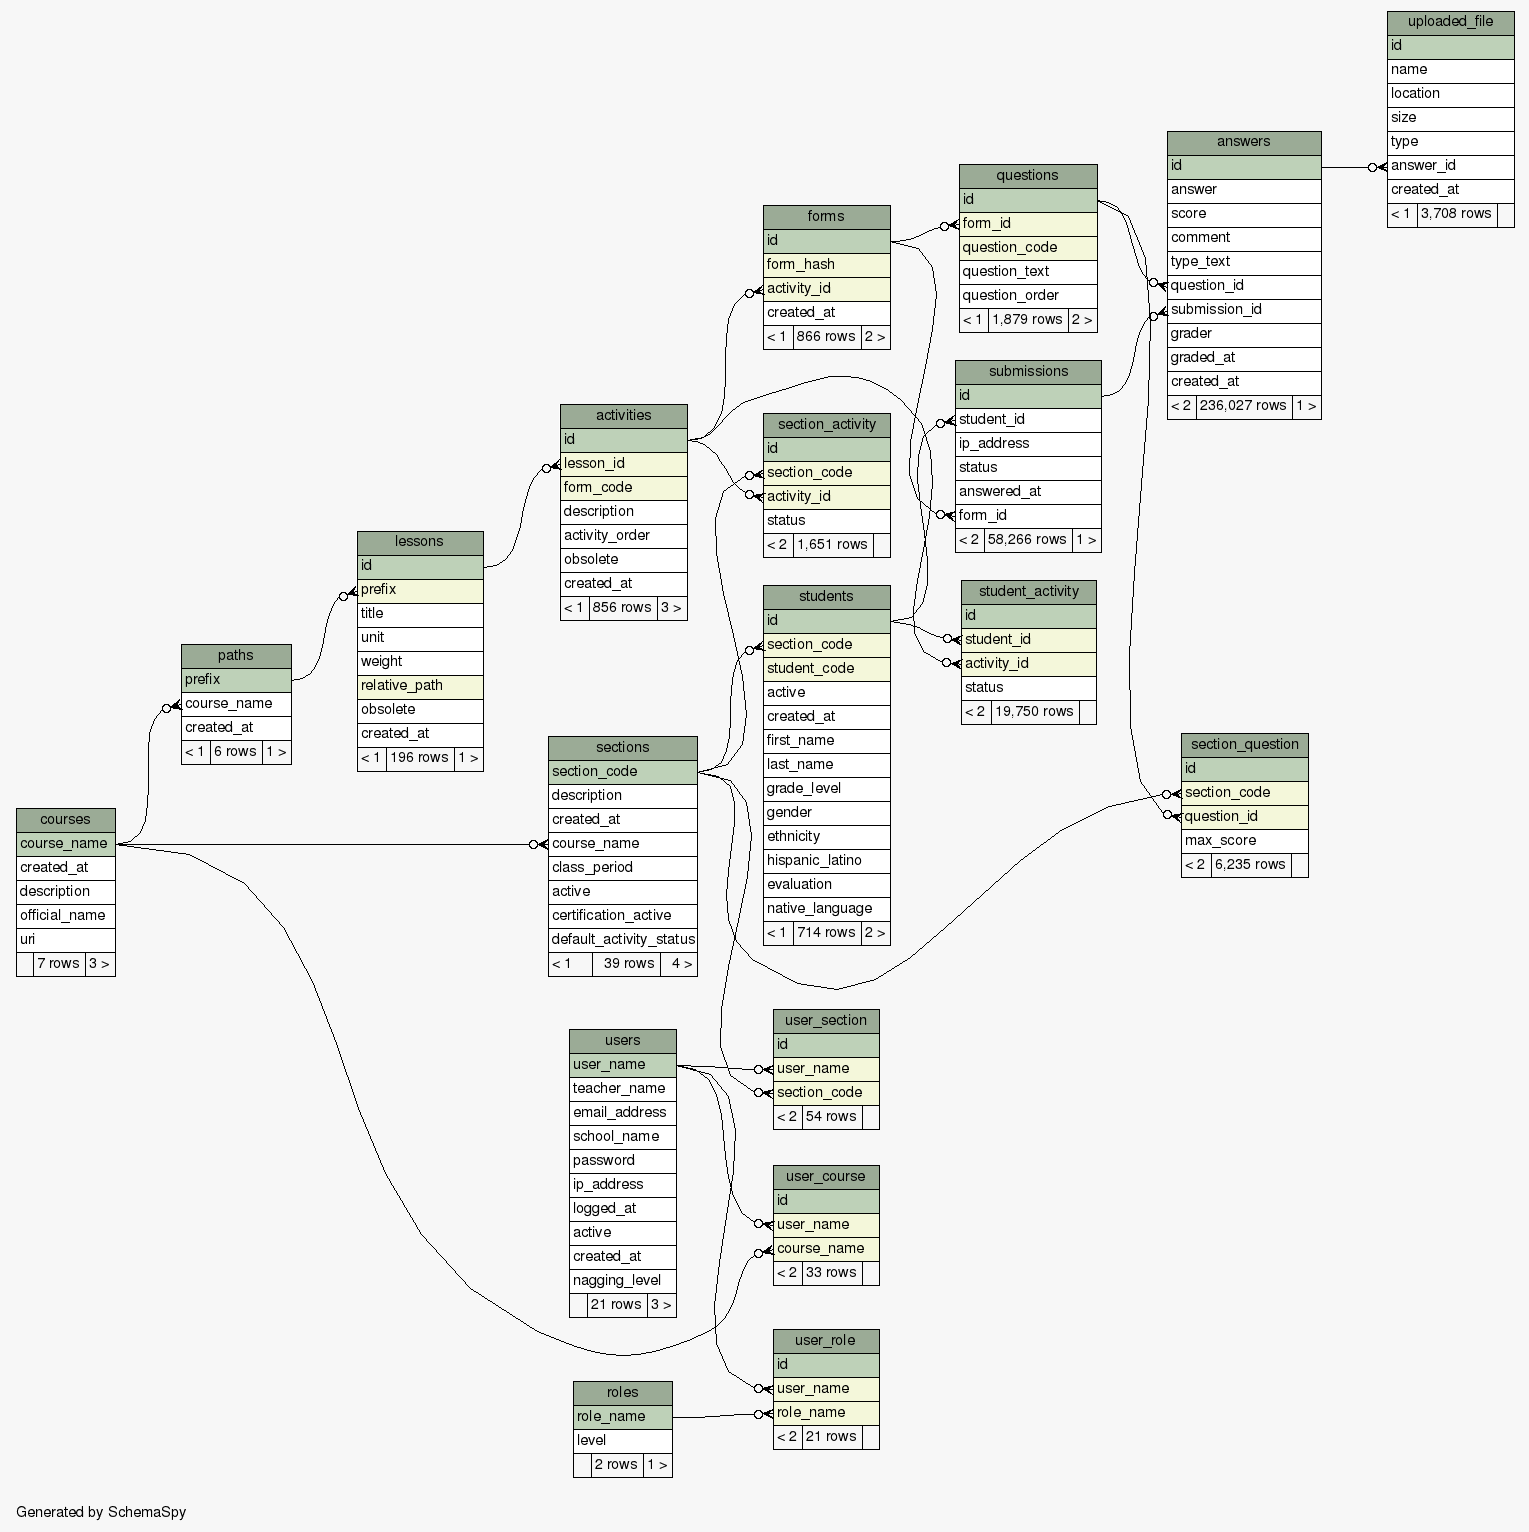 uploaded_file
id
name
location
size
type
answer_id
created_at
< 1 3,708 rows
answers
id
answer
score
comment
type_text
question_id
submission_id
grader
graded_at
created_at
< 2 236,027 rows 1 >
questions
id
form_id
question_code
question_text
question_order
< 1 1,879 rows 2 >
forms
id
form_hash
activity_id
created_at
< 1 866 rows 2 >
submissions
id
student_id
ip_address
status
answered_at
form_id
< 2 58,266 rows 1 >
activities
id
lesson_id
form_code
description
activity_order
obsolete
created_at
< 1 856 rows 3 >
section_activity
id
section_code
activity_id
status
< 2 1,651 rows
lessons
id
prefix
title
unit
weight
relative_path
obsolete
created_at
< 1 196 rows 1 >
students
id
section_code
student_code
active
created_at
first_name
last_name
grade_level
gender
ethnicity
hispanic_latino
evaluation
native_language
< 1 714 rows 2 >
student_activity
id
student_id
activity_id
status
< 2 19,750 rows
paths
prefix
course_name
created_at
< 1 6 rows 1 >
sections
section_code
description
created_at
course_name
class_period
active
certification_active
default_activity_status
< 1 39 rows 4 >
section_question
id
section_code
question_id
max_score
< 2 6,235 rows
courses
course_name
created_at
description
official_name
uri
7 rows 3 >
user_section
id
user_name
section_code
< 2 54 rows
users
user_name
teacher_name
email_address
school_name
password
ip_address
logged_at
active
created_at
nagging_level
21 rows 3 >
user_course
id
user_name
course_name
< 2 33 rows
user_role
id
user_name
role_name
< 2 21 rows
roles
role_name
level
2 rows 1 >
Generated by SchemaSpy